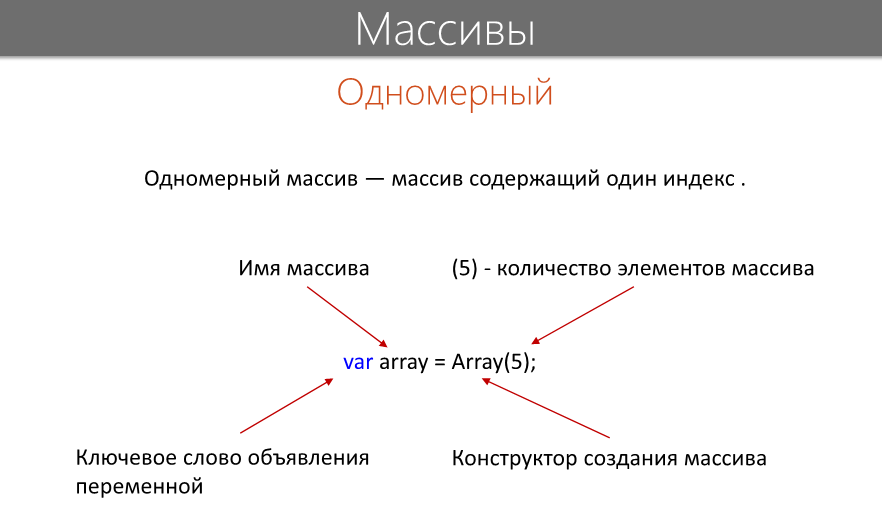 Массивы
Одномерный
Одномерный массив — массив содержащий один индекс .
Имя массива
(5) - количество элементов массива
var array = Array(5);
Ключевое слово объявления
переменной
Конструктор создания массива